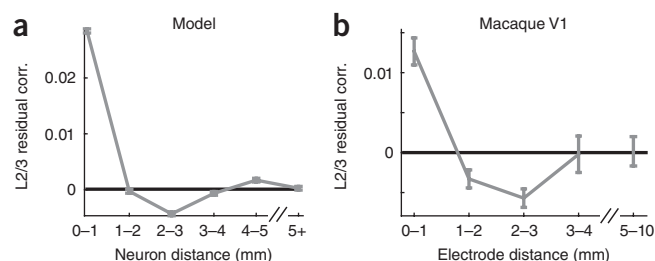 a
Model
L2/3 residual corr.
0.02
0.01
0
0–1 1–2 2–3 3–4 4–5 5+
Neuron distance (mm)
b
Macaque V1
L2/3 residual corr.
0.01
0
0–1 1–2 2–3 3–4 5–10
Electrode distance (mm)